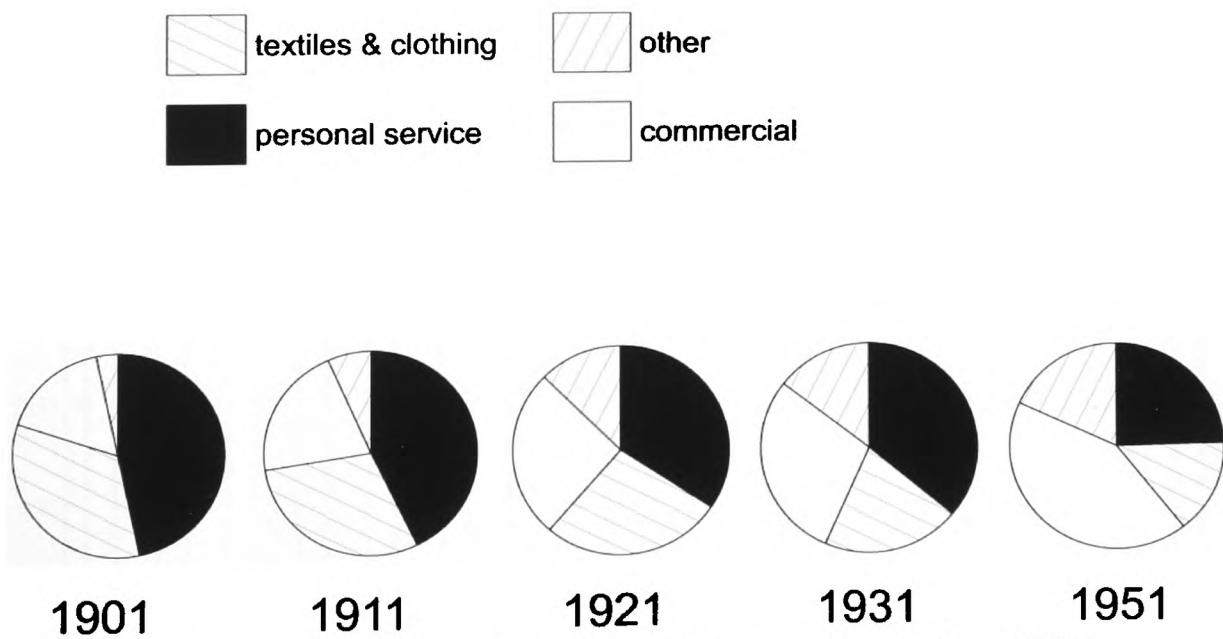 textiles & clothing
other
personal service
commercial
1901
1911
1921
1931
1951